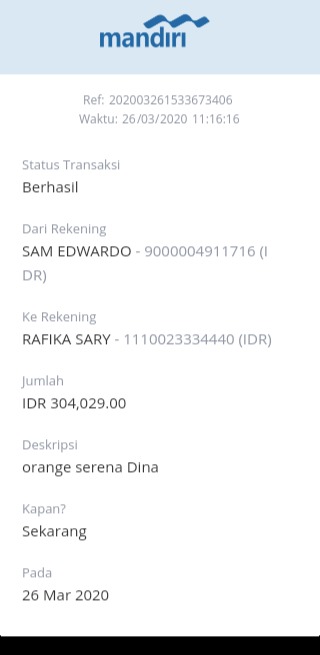 mandırı
Ref: 202003261533673406
Waktu: 26/03/2020 11:16:16
Status Transaksi
Berhasil
Dari Rekening
SAM EDWARDO - 9000004911716 (I
DR)
Ke Rekening
RAFIKA SARY - 1110023334440 (IDR)
Jumlah
IDR 304,029.00
Deskripsi
orange serena Dina
Kapan?
Sekarang
Pada
26 Mar 2020